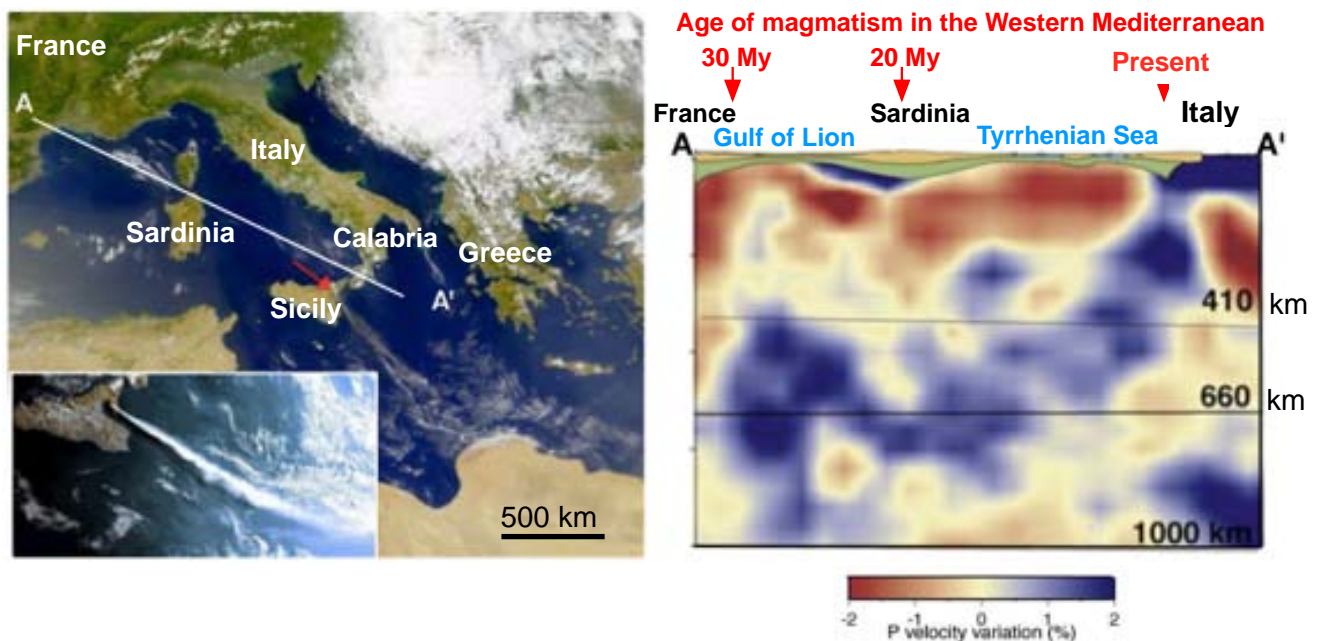 France
A
Italy
Sardinia
Calabria
Greece
Sicily
A'
500 km
Age of magmatism in the Western Mediterranean
30 My
20 My
Present
France
Sardinia
Italy
A
Gulf of Lion
Tyrrhenian Sea
A'
410 km
660 km
1000 km
-2 -1 0 1 2
P velocity variation (%)